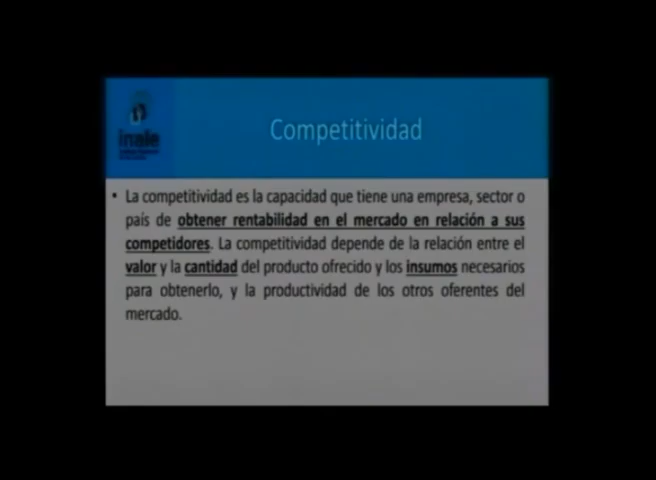 inale
Competitividad
• La competitividad es la capacidad que tiene una empresa, sector o
país de obtener rentabilidad en el mercado en relación a sus
competidores. La competitividad depende de la relación entre el
valor y la cantidad del producto ofrecido y los insumos necesarios
para obtenerlo, y la productividad de los otros oferentes del
mercado.